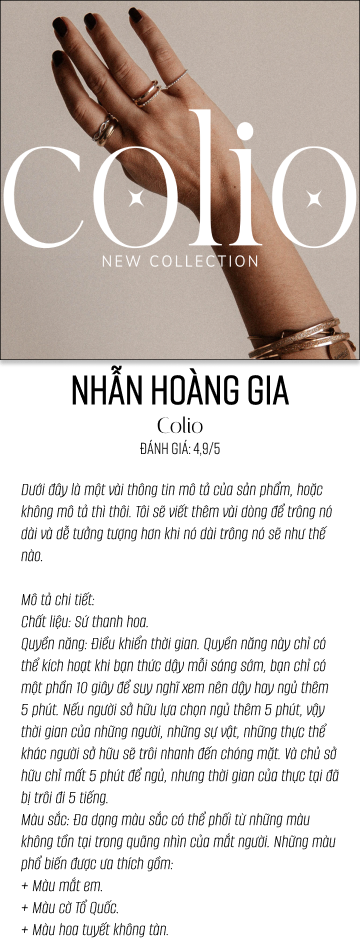 colio
NEW COLLECTION
NHẪN HOÀNG GIA
Colio
ĐÁNH GIÁ: 4,9/5
Dưới đây là một vài thông tin mô tả của sản phẩm, hoặc
không mô tả thì thôi. Tôi sẽ viết thêm vài dòng để trông nó
dài và dễ tưởng tượng hơn khi nó dài trông nó sẽ như thế
nào.
Mô tả chi tiết:
Chất liệu: Sứ thanh hoa.
Quyền năng: Điều khiển thời gian. Quyền năng này chỉ có
thể kích hoạt khi bạn thức dậy mỗi sáng sớm, bạn chỉ có
một phần 10 giây để suy nghĩ xem nên dậy hay ngủ thêm
5 phút. Nếu người sở hữu lựa chọn ngủ thêm 5 phút, vậy
thời gian của những người, những sự vật, những thực thể
khác người sở hữu sẽ trôi nhanh đến chóng mặt. Và chủ sở
hữu chỉ mất 5 phút để ngủ, nhưng thời gian của thực tại đã
bị trôi đi 5 tiếng.
Màu sắc: Đa dạng màu sắc có thể phối từ những màu
không tồn tại trong quãng nhìn của mắt người. Những màu
phổ biến được ưa thích gồm:
+ Màu mắt em.
+ Màu cờ Tổ Quốc.
+ Màu hoa tuyết không tàn.